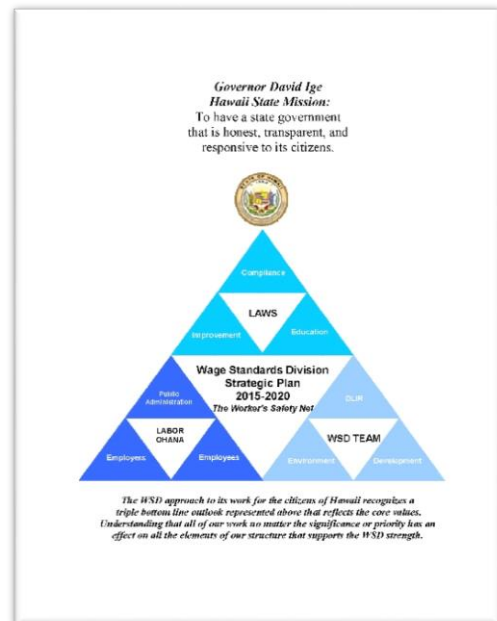 Governor David Ige
Hawaii State Mission:
To have a state government
that is honest, transparent, and
responsive to its citizens.
STATE OF HAWAII
Compliance
LAWS
Improvement
Education
Wage Standards Division
Strategic Plan
2015-2020
The Worker's Safety Net
Public
Administration
LABOR
OHANA
Employers
Employees
DLIR
WSD TEAM
Environment
Development
The WSD approach to its work for the citizens of Hawaii recognizes a
triple bottom line outlook represented above that reflects the core values.
Understanding that all of our work no matter the significance or priority has an
effect on all the elements of our structure that supports the WSD strength.